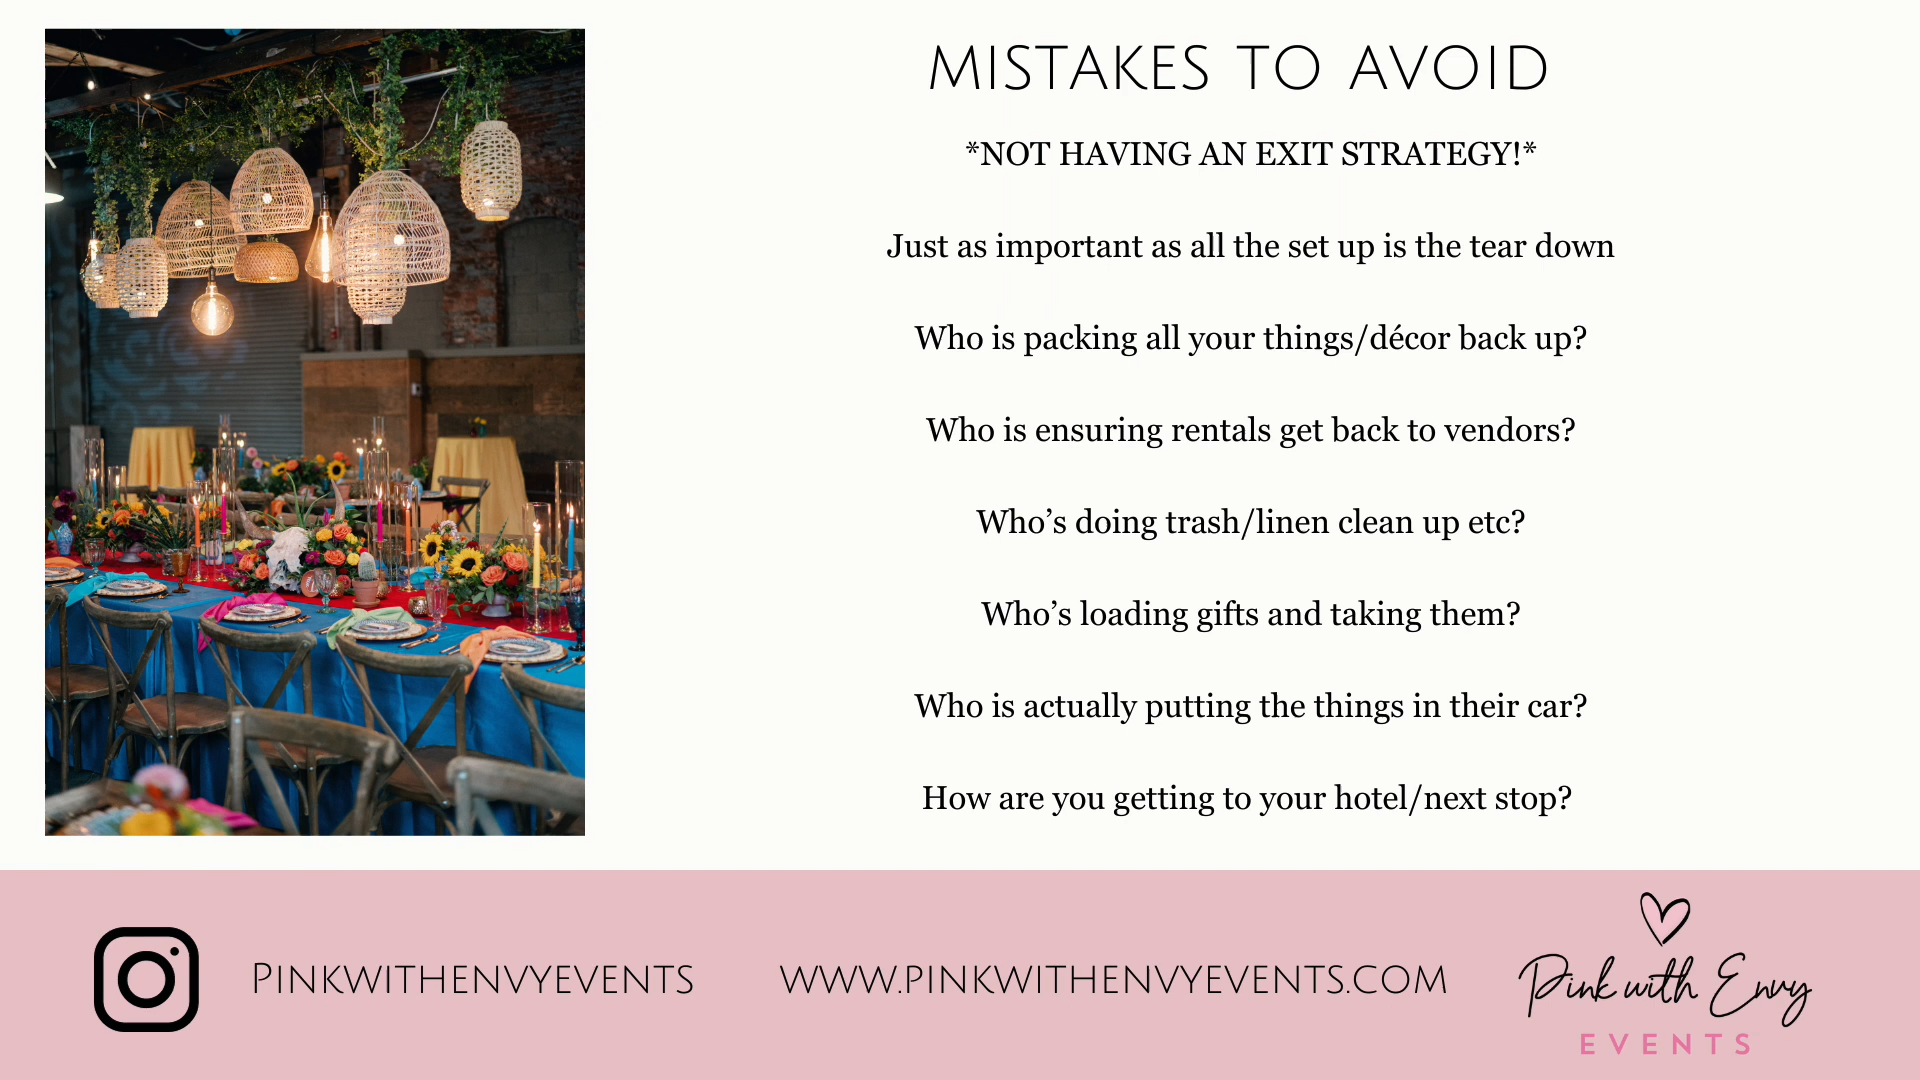 MISTAKES TO AVOID
*NOT HAVING AN EXIT STRATEGY!*
Just as important as all the set up is the tear down
Who is packing all your things/décor back up?
Who is ensuring rentals get back to vendors?
Who’s doing trash/linen clean up etc?
Who’s loading gifts and taking them?
Who is actually putting the things in their car?
How are you getting to your hotel/next stop?
PINKWITHENVYEVENTS
WWW.PINKWITHENVYEVENTS.COM
Pink with Envy
EVENTS